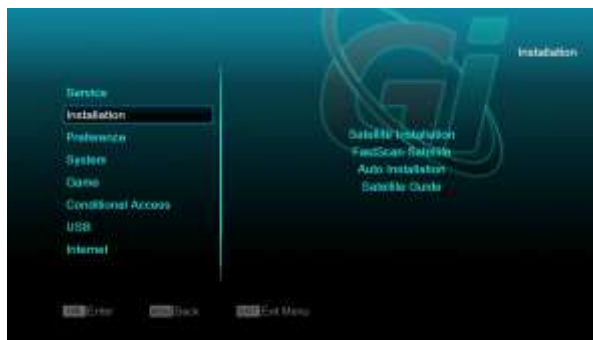 Installation
Service
Installation
Preference
System
Game
Conditional Access
USB
Internet
Satellite Installation
FastScan Satellite
Auto Installation
Satellite Guide
Enter
Back
EXIT Exit Menu